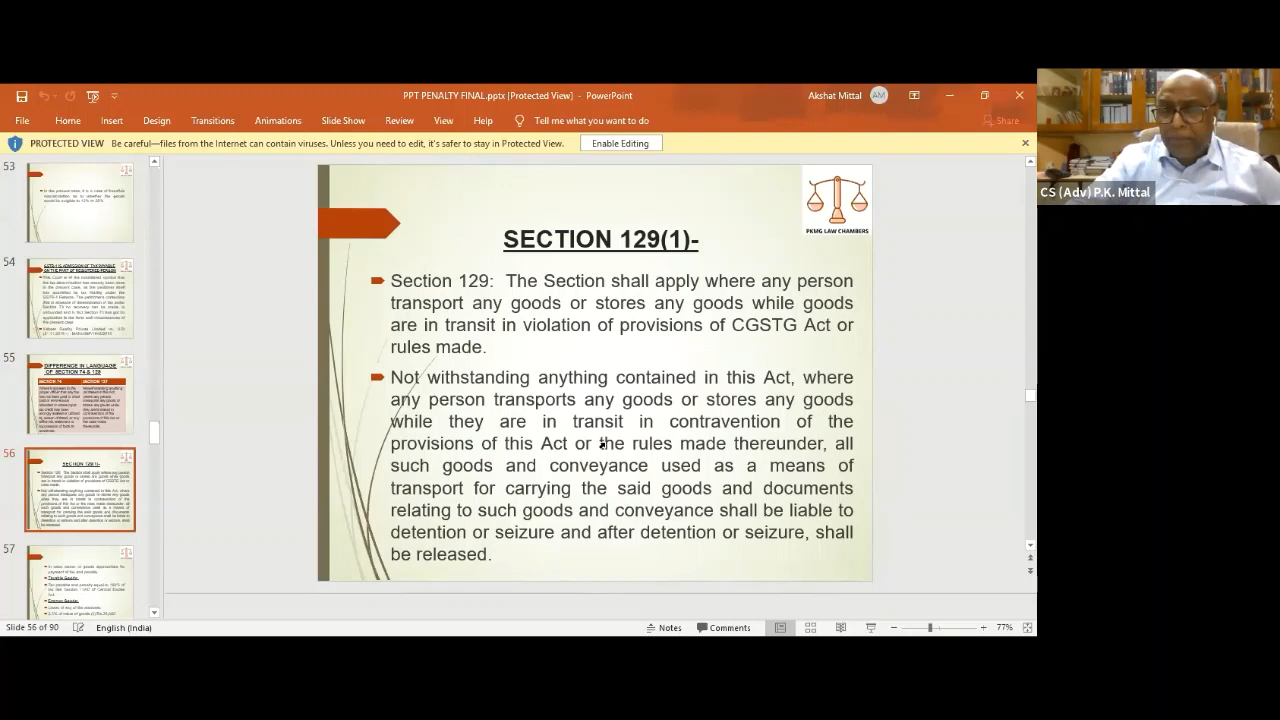 PPT PENALTY FINAL.pptx [Protected View] - PowerPoint
Akshat Mittal
AM
File Home Insert Design Transitions Animations Slide Show Review View Help Tell me what you want to do
Share
PROTECTED VIEW Be careful—files from the Internet can contain viruses. Unless you need to edit, it's safer to stay in Protected View.
Enable Editing
CS (Adv) P.K. Mittal
53
54
55
DIFFERENCE IN LANGUAGE
OF SECTION 74 & 129
56
SECTION 129(1)-
57
PKMG LAW CHAMBERS
SECTION 129(1)-
Section 129: The Section shall apply where any person
transport any goods or stores any goods while goods
are in transit in violation of provisions of CGSTG Act or
rules made.
Not withstanding anything contained in this Act, where
any person transports any goods or stores any goods
while they are in transit in contravention of the
provisions of this Act or the rules made thereunder, all
such goods and conveyance used as a means of
transport for carrying the said goods and documents
relating to such goods and conveyance shall be liable to
detention or seizure and after detention or seizure, shall
be released.
Slide 56 of 90
English (India)
Notes
Comments
77%